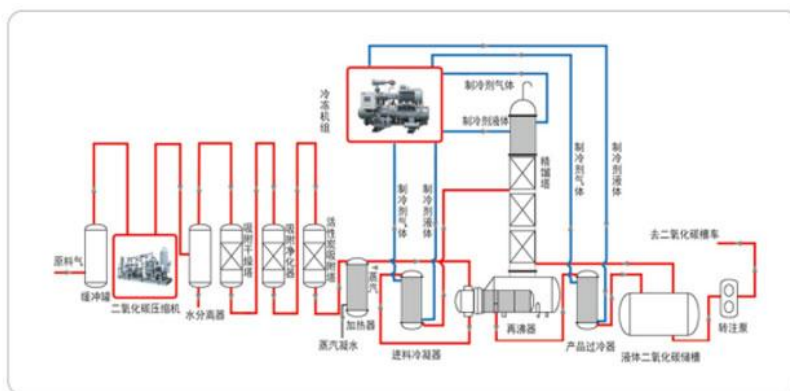 冷冻机组
制冷剂气体
制冷剂液体
精馏塔
制冷剂气体
制冷剂液体
制冷剂气体
制冷剂液体
原料气
缓冲罐
二氧化碳压缩机
水分高器
吸附干燥塔
吸附净化器
活性炭吸附塔
蒸汽
加热器
蒸汽凝水
进料冷凝器
再沸器
产品过冷器
去二氧化碳槽车
液体二氧化碳储槽
转注泵